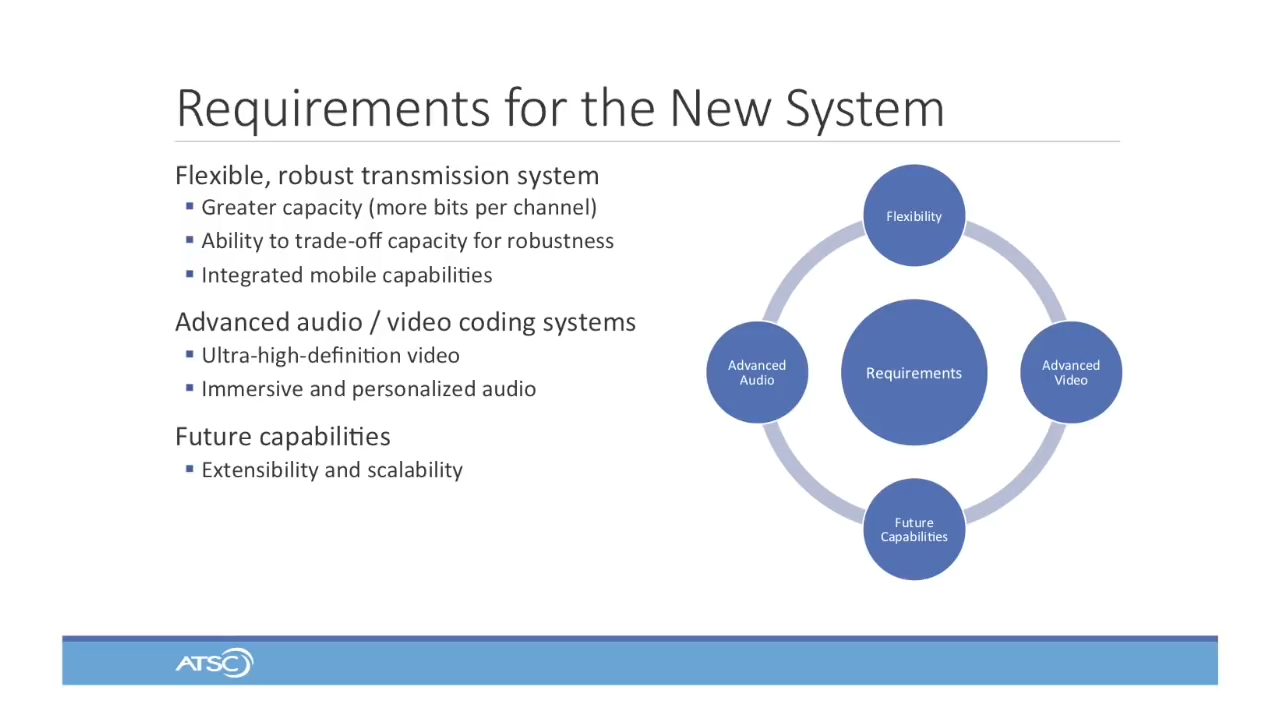 Requirements for the New System
Flexible, robust transmission system
Greater capacity (more bits per channel)
Ability to trade-off capacity for robustness
Integrated mobile capabilities
Advanced audio / video coding systems
Ultra-high-definition video
Immersive and personalized audio
Future capabilities
Extensibility and scalability
Flexibility
Advanced
Audio
Requirements
Advanced
Video
Future
Capabilities
ATSC